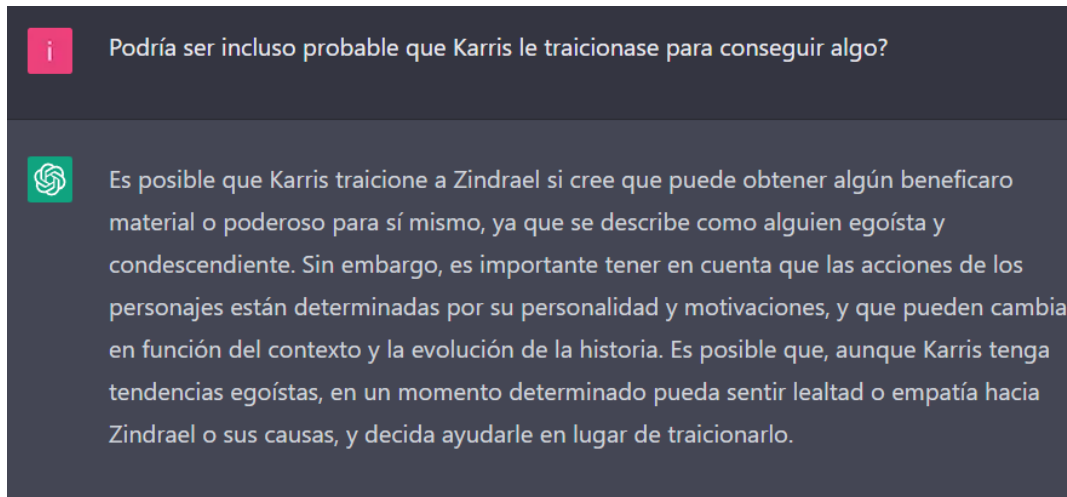 i
Podría ser incluso probable que Karris le traicionase para conseguir algo?
Es posible que Karris traicione a Zindrael si cree que puede obtener algún beneficaro
material o poderoso para sí mismo, ya que se describe como alguien egoísta y
condescendiente. Sin embargo, es importante tener en cuenta que las acciones de los
personajes están determinadas por su personalidad y motivaciones, y que pueden cambia
en función del contexto y la evolución de la historia. Es posible que, aunque Karris tenga
tendencias egoístas, en un momento determinado pueda sentir lealtad o empatía hacia
Zindrael o sus causas, y decida ayudarle en lugar de traicionarlo.